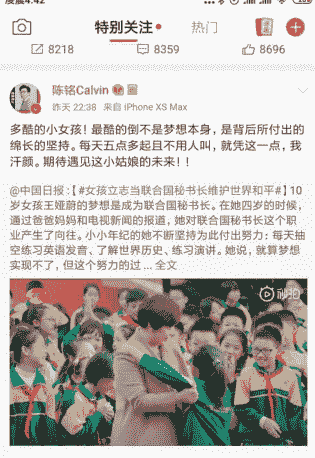 凌晨4:42
特别关注
热门
8218
8359
8696
陈铭Calvin
昨天 22:38 来自 iPhone XS Max
多酷的小女孩！最酷的倒不是梦想本身，是背后所付出的
绵长的坚持。每天五点多起且不用人叫，就凭这一点，我
汗颜。期待遇见这小姑娘的未来！！
@中国日报：【#女孩立志当联合国秘书长维护世界和平#】10
岁女孩王娅菂的梦想是成为联合国秘书长。在她四岁的时候，
通过爸爸妈妈和电视新闻的报道，她对联合国秘书长这个职
业产生了向往。小小年纪的她不断坚持为此付出努力：每天抽
空练习英语发音、了解世界历史、练习演讲。她说，就算梦想
实现不了，但这个努力的过 ... 全文
秒拍